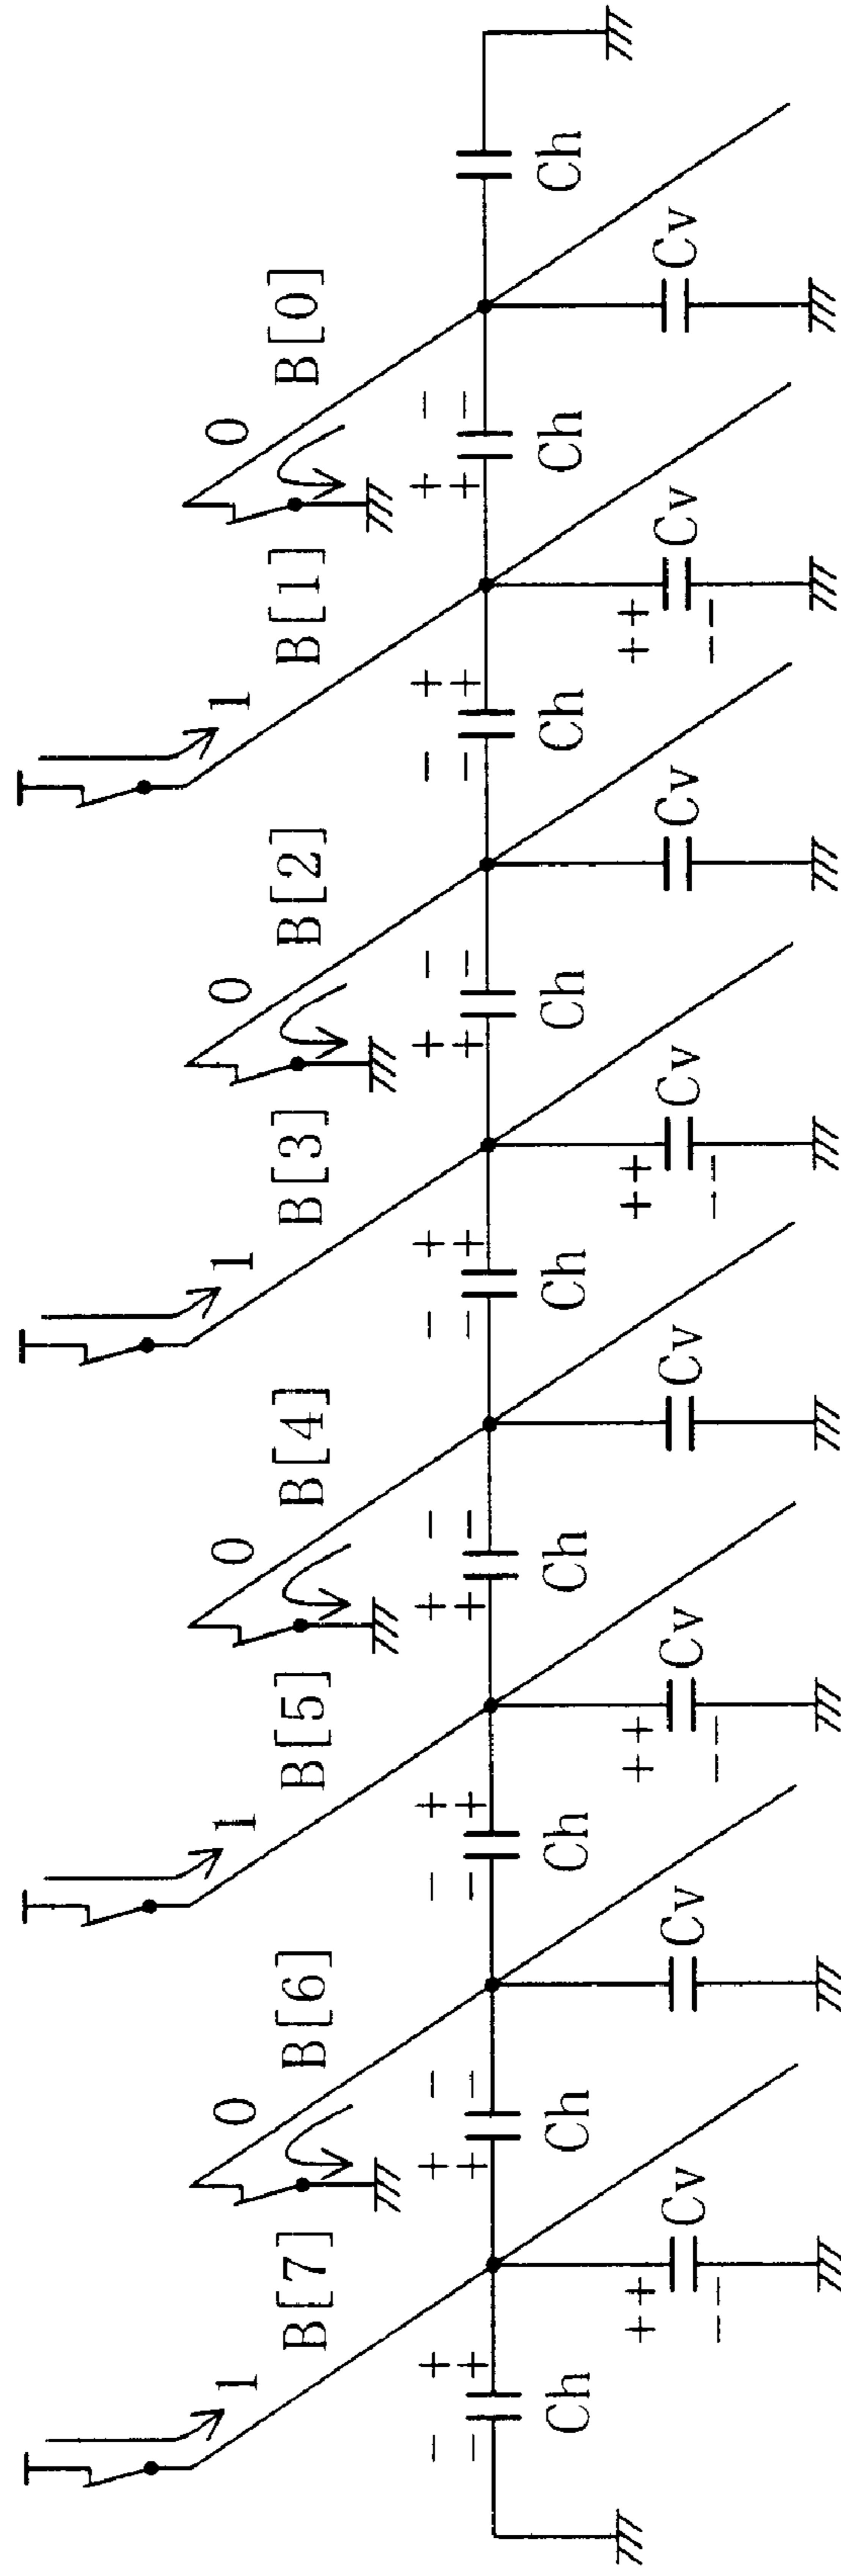 1 0 1 0 1 0 1 0
B[7] B[6] B[5] B[4] B[3] B[2] B[1] B[0]
− + + − − + + − − + + − − + + −
− + + − − + + − − + + − − + + −
Ch Ch Ch Ch Ch Ch Ch Ch Ch
++ ++ ++ ++
++ ++ ++ ++
Cv Cv Cv Cv Cv Cv Cv Cv
−− −− −− −−